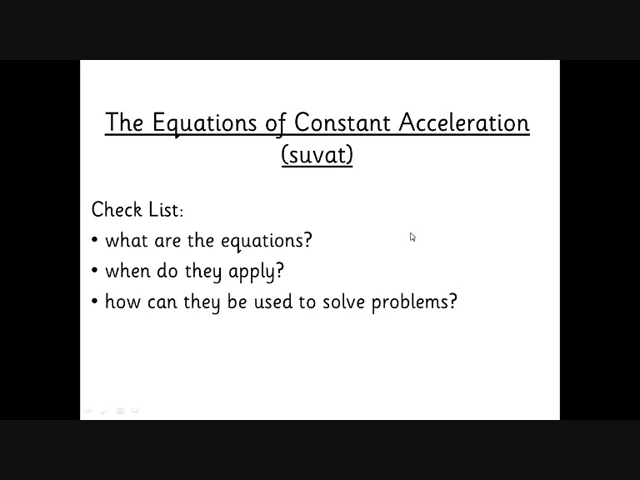 The Equations of Constant Acceleration
(suvat)
Check List:
• what are the equations?
• when do they apply?
• how can they be used to solve problems?